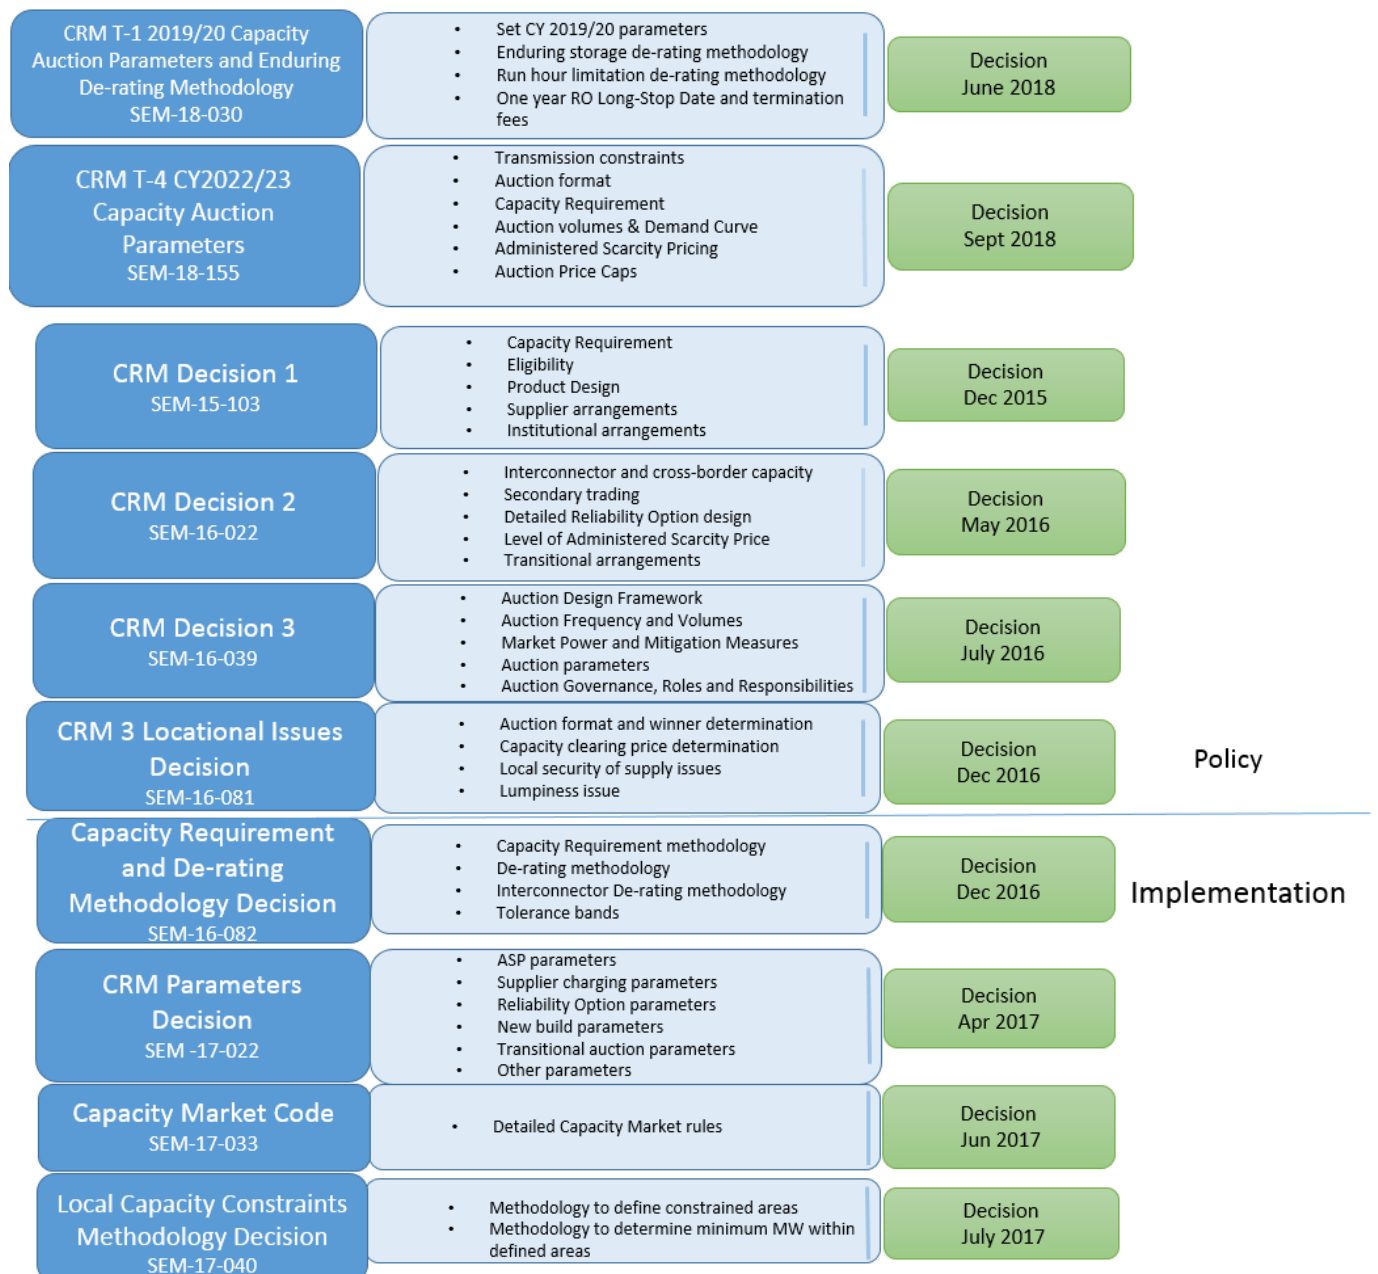 CRM T-1 2019/20 Capacity
Auction Parameters and Enduring
De-rating Methodology
SEM-18-030
• Set CY 2019/20 parameters
• Enduring storage de-rating methodology
• Run hour limitation de-rating methodology
• One year RO Long-Stop Date and termination
fees
Decision
June 2018
CRM T-4 CY2022/23
Capacity Auction
Parameters
SEM-18-155
• Transmission constraints
• Auction format
• Capacity Requirement
• Auction volumes & Demand Curve
• Administered Scarcity Pricing
• Auction Price Caps
Decision
Sept 2018
CRM Decision 1
SEM-15-103
• Capacity Requirement
• Eligibility
• Product Design
• Supplier arrangements
• Institutional arrangements
Decision
Dec 2015
CRM Decision 2
SEM-16-022
• Interconnector and cross-border capacity
• Secondary trading
• Detailed Reliability Option design
• Level of Administered Scarcity Price
• Transitional arrangements
Decision
May 2016
CRM Decision 3
SEM-16-039
• Auction Design Framework
• Auction Frequency and Volumes
• Market Power and Mitigation Measures
• Auction parameters
• Auction Governance, Roles and Responsibilities
Decision
July 2016
CRM 3 Locational Issues
Decision
SEM-16-081
• Auction format and winner determination
• Capacity clearing price determination
• Local security of supply issues
• Lumpiness issue
Decision
Dec 2016
Policy
Capacity Requirement
and De-rating
Methodology Decision
SEM-16-082
• Capacity Requirement methodology
• De-rating methodology
• Interconnector De-rating methodology
• Tolerance bands
Decision
Dec 2016
Implementation
CRM Parameters
Decision
SEM -17-022
• ASP parameters
• Supplier charging parameters
• Reliability Option parameters
• New build parameters
• Transitional auction parameters
• Other parameters
Decision
Apr 2017
Capacity Market Code
SEM-17-033
• Detailed Capacity Market rules
Decision
Jun 2017
Local Capacity Constraints
Methodology Decision
SEM-17-040
• Methodology to define constrained areas
• Methodology to determine minimum MW within
defined areas
Decision
July 2017